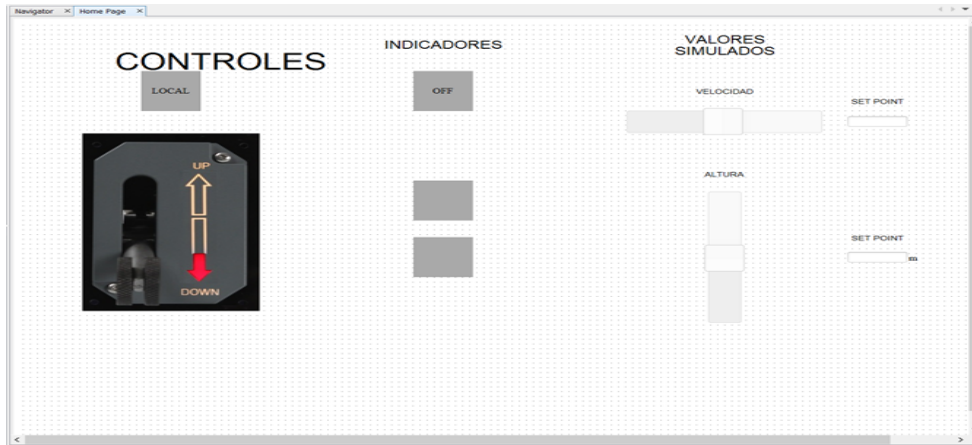 Navigator
Home Page
CONTROLES
INDICADORES
VALORES
SIMULADOS
LOCAL
OFF
VELOCIDAD
SET POINT
UP
ALTURA
SET POINT
m
DOWN